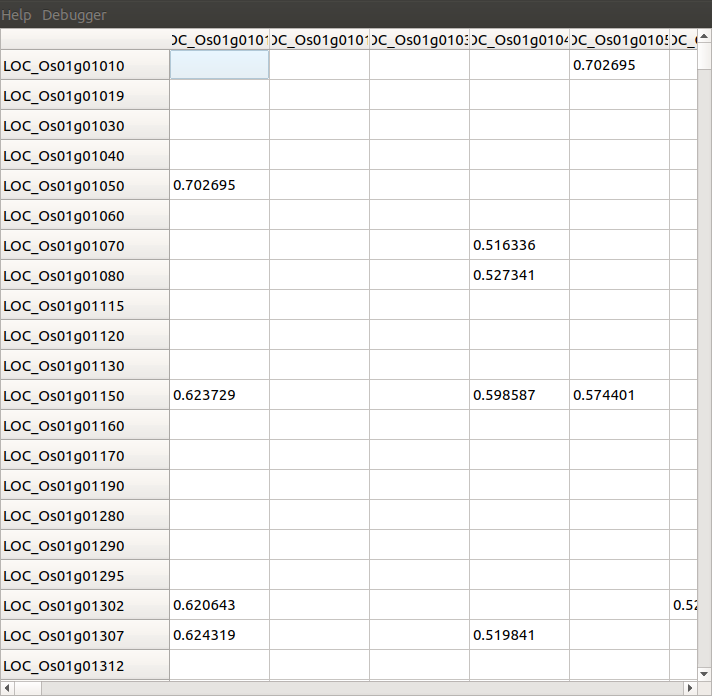 Help Debugger
OC_Os01g0101 OC_Os01g0101 OC_Os01g0103 OC_Os01g0104 OC_Os01g0105
LOC_Os01g01010 0.702695
LOC_Os01g01019
LOC_Os01g01030
LOC_Os01g01040
LOC_Os01g01050 0.702695
LOC_Os01g01060
LOC_Os01g01070 0.516336
LOC_Os01g01080 0.527341
LOC_Os01g01115
LOC_Os01g01120
LOC_Os01g01130
LOC_Os01g01150 0.623729 0.598587 0.574401
LOC_Os01g01160
LOC_Os01g01170
LOC_Os01g01190
LOC_Os01g01280
LOC_Os01g01290
LOC_Os01g01295
LOC_Os01g01302 0.620643 0.52
LOC_Os01g01307 0.624319 0.519841
LOC_Os01g01312